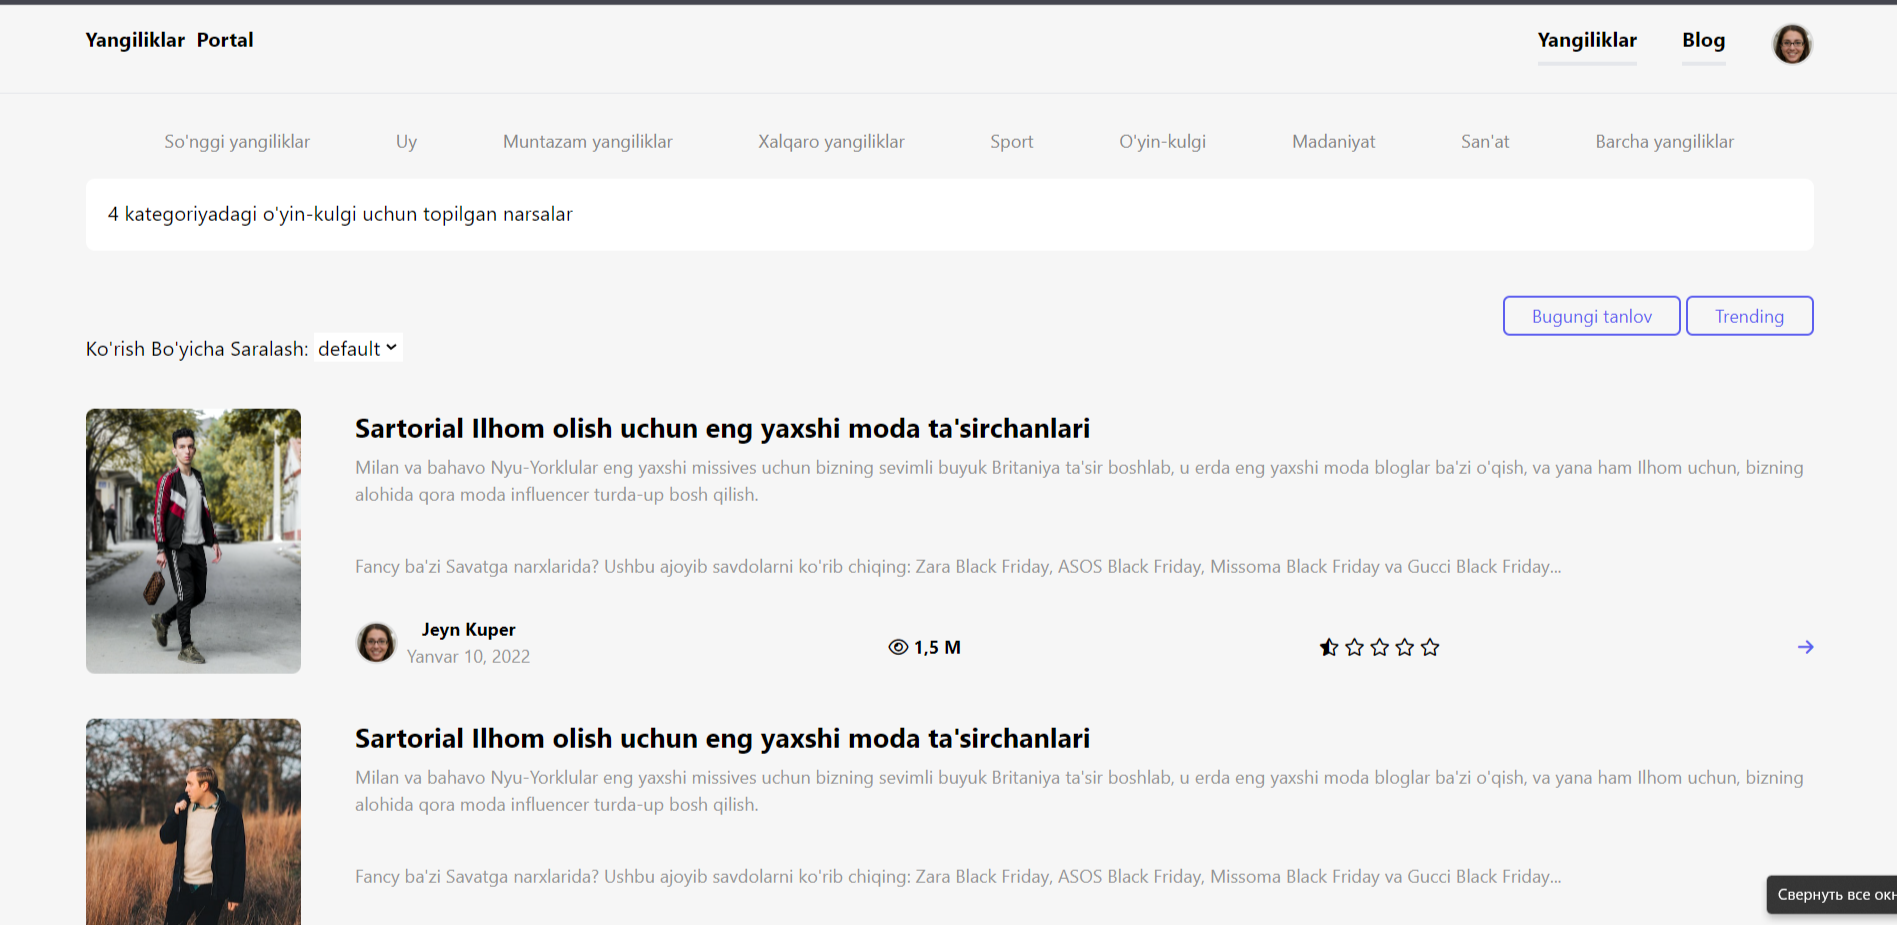 Yangiliklar Portal
Yangiliklar
Blog
So'nggi yangiliklar
Uy
Muntazam yangiliklar
Xalqaro yangiliklar
Sport
O'yin-kulgi
Madaniyat
San'at
Barcha yangiliklar
4 kategoriyadagi o'yin-kulgi uchun topilgan narsalar
Bugungi tanlov
Trending
Ko'rish Bo'yicha Saralash: default
Sartorial Ilhom olish uchun eng yaxshi moda ta'sirchanlari
Milan va bahavo Nyu-Yorklular eng yaxshi missives uchun bizning sevimli buyuk Britaniya ta'sir boshlab, u erda eng yaxshi moda bloglar ba'zi o'qish, va yana ham Ilhom uchun, bizning
alohida qora moda influencer turda-up bosh qilish.
Fancy ba'zi Savatga narxlarida? Ushbu ajoyib savdolarni ko'rib chiqing: Zara Black Friday, ASOS Black Friday, Missoma Black Friday va Gucci Black Friday...
Jeyn Kuper
Yanvar 10, 2022
1,5 M
Sartorial Ilhom olish uchun eng yaxshi moda ta'sirchanlari
Milan va bahavo Nyu-Yorklular eng yaxshi missives uchun bizning sevimli buyuk Britaniya ta'sir boshlab, u erda eng yaxshi moda bloglar ba'zi o'qish, va yana ham Ilhom uchun, bizning
alohida qora moda influencer turda-up bosh qilish.
Fancy ba'zi Savatga narxlarida? Ushbu ajoyib savdolarni ko'rib chiqing: Zara Black Friday, ASOS Black Friday, Missoma Black Friday va Gucci Black Friday...
Свернуть все